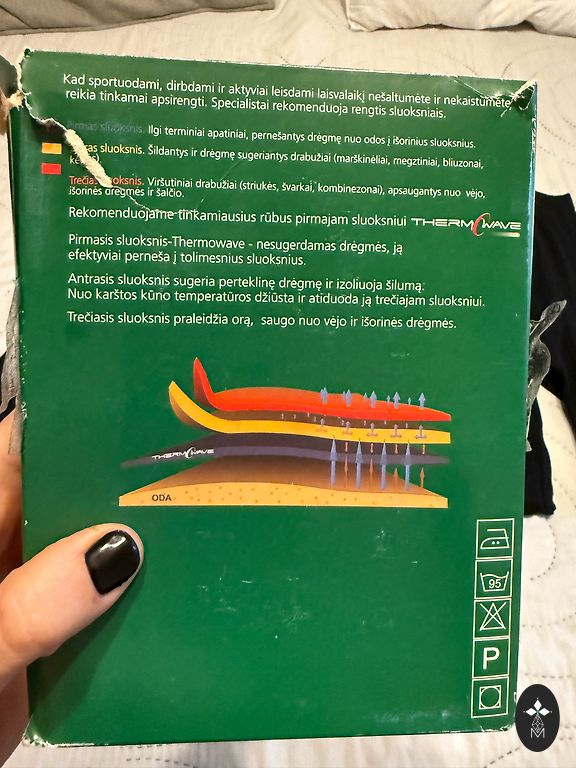 Kad sportuodami, dirbdami ir aktyviai leisdami laisvalaikį nešaltumėte ir nekaistumėte,
reikia tinkamai apsirengti. Specialistai rekomenduoja rengtis sluoksniais.
Pirmas sluoksnis. Ilgi terminiai apatiniai, pernešantys drėgmę nuo odos į išorinius sluoksnius.
Antras sluoksnis. Šildantys ir drėgmę sugeriantys drabužiai (marškinėliai, megztiniai, bliuzonai,
Trečias sluoksnis. Viršutiniai drabužiai (striukės, švarkai, kombinezonai), apsaugantys nuo vėjo,
išorinės drėgmės ir šalčio.
Rekomenduojame tinkamiausius rūbus pirmajam sluoksniui THERMOWAVE
Pirmasis sluoksnis-Thermowave - nesugerdamas drėgmės, ją
efektyviai perneša į tolimesnius sluoksnius.
Antrasis sluoksnis sugeria perteklinę drėgmę ir izoliuoja šilumą.
Nuo karštos kūno temperatūros džiūsta ir atiduoda ją trečiajam sluoksniui.
Trečiasis sluoksnis praleidžia orą, saugo nuo vėjo ir išorinės drėgmės.
THERMOWAVE
ODA
95
P
M